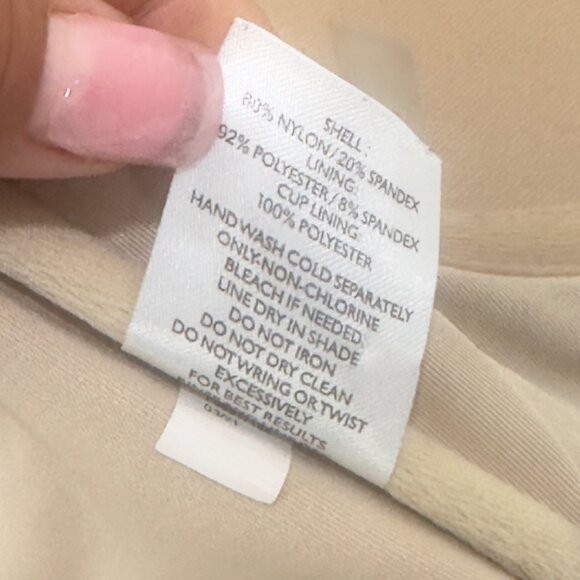 SHELL:
80% NYLON/20% SPANDEX
LINING:
92% POLYESTER/8% SPANDEX
CUP LINING:
100% POLYESTER
HAND WASH COLD SEPARATELY
ONLY-NON-CHLORINE
BLEACH IF NEEDED
LINE DRY IN SHADE
DO NOT IRON
DO NOT DRY CLEAN
DO NOT WRING OR TWIST
EXCESSIVELY
FOR BEST RESULTS